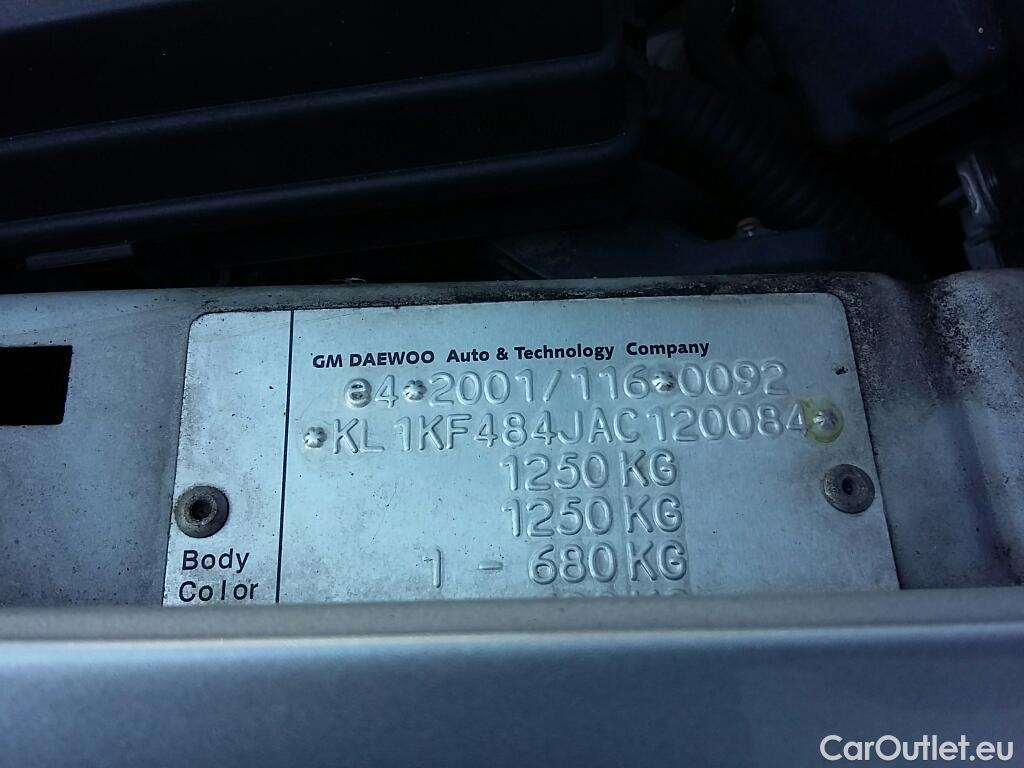 GM DAEWOO Auto & Technology Company
e4*2001/116*0092
*KL1KF484JAC120084*
1250 KG
1250 KG
1 - 680 KG
Body
Color
CarOutlet.eu